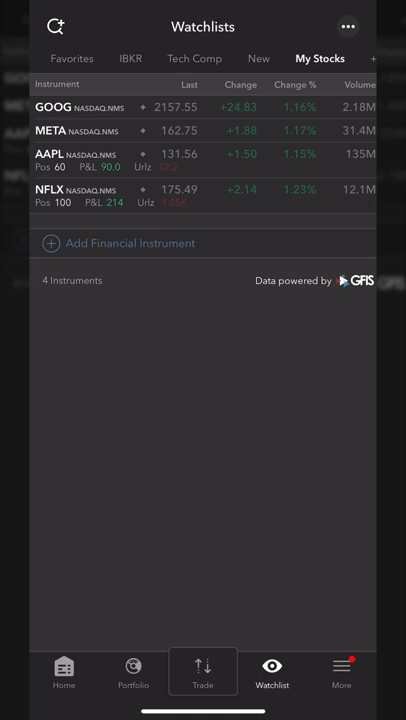 Watchlists
Favorites IBKR Tech Comp New My Stocks +
Instrument Last Change Change % Volume
GOOG NASDAQ.NMS 2157.55 +24.83 1.16% 2.18M
META NASDAQ.NMS 162.75 +1.88 1.17% 31.4M
AAPL NASDAQ.NMS 131.56 +1.50 1.15% 135M
Pos 60 P&L 90.0 Urlz -12.2
NFLX NASDAQ.NMS 175.49 +2.14 1.23% 12.1M
Pos 100 P&L 214 Urlz -1.05K
Add Financial Instrument
4 Instruments Data powered by GFIS
Home Portfolio Trade Watchlist More